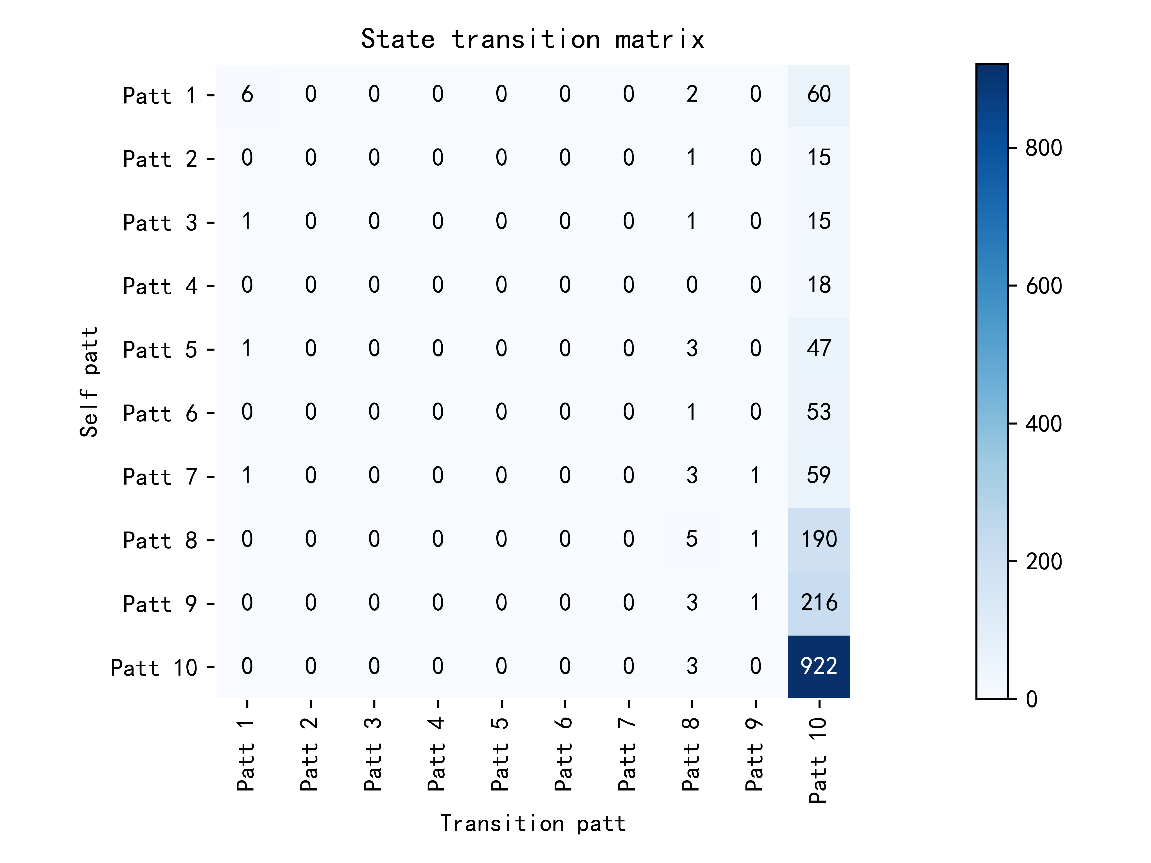 State transition matrix
Patt 1 6 0 0 0 0 0 0 2 0 60
Patt 2 0 0 0 0 0 0 0 1 0 15
Patt 3 1 0 0 0 0 0 0 1 0 15
Patt 4 0 0 0 0 0 0 0 0 0 18
Patt 5 1 0 0 0 0 0 0 3 0 47
Patt 6 0 0 0 0 0 0 0 1 0 53
Patt 7 1 0 0 0 0 0 0 3 1 59
Patt 8 0 0 0 0 0 0 0 5 1 190
Patt 9 0 0 0 0 0 0 0 3 1 216
Patt 10 0 0 0 0 0 0 0 3 0 922
Self patt
Patt 1 Patt 2 Patt 3 Patt 4 Patt 5 Patt 6 Patt 7 Patt 8 Patt 9 Patt 10
Transition patt
800
600
400
200
0